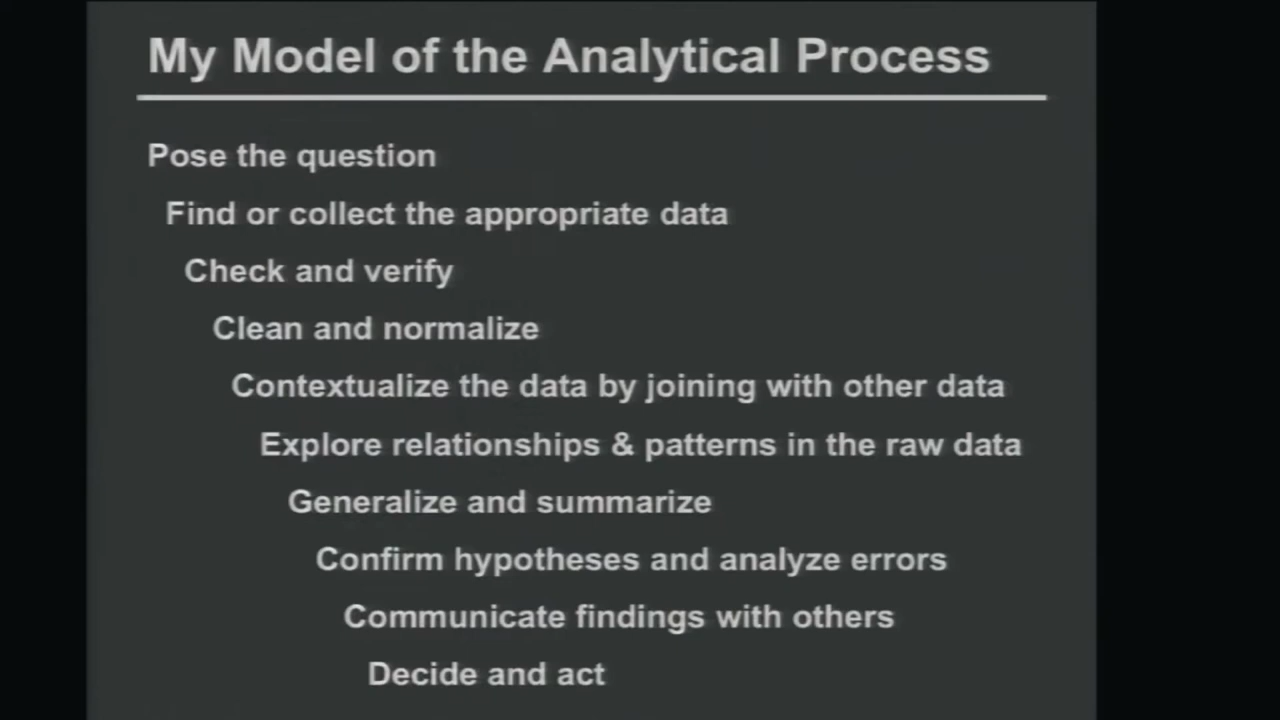 My Model of the Analytical Process
Pose the question
Find or collect the appropriate data
Check and verify
Clean and normalize
Contextualize the data by joining with other data
Explore relationships & patterns in the raw data
Generalize and summarize
Confirm hypotheses and analyze errors
Communicate findings with others
Decide and act